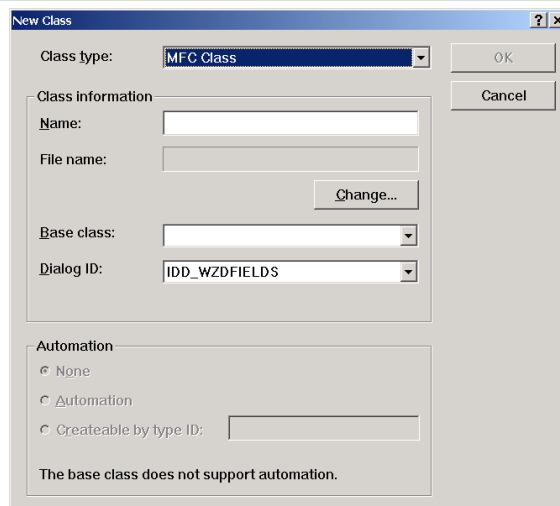 New Class
Class type: MFC Class
OK
Cancel
Class information
Name:
File name:
Change...
Base class:
Dialog ID: IDD_WZDFIELDS
Automation
None
Automation
Createable by type ID:
The base class does not support automation.